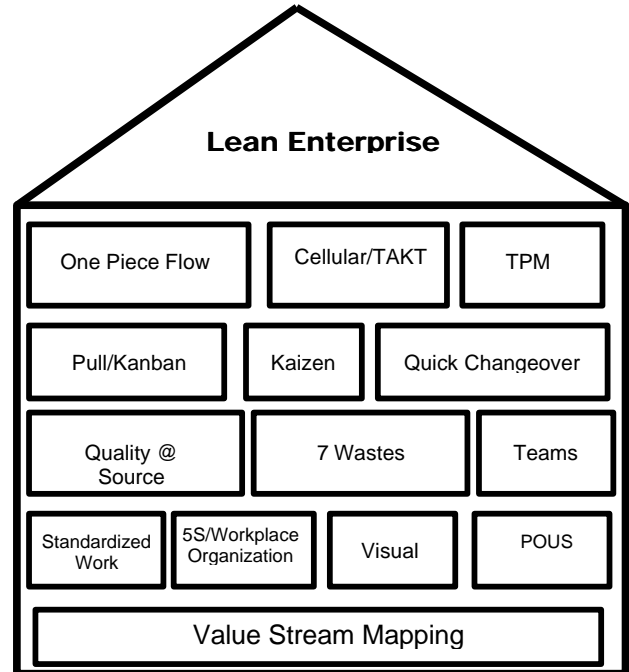 Lean Enterprise
One Piece Flow
Cellular/TAKT
TPM
Pull/Kanban
Kaizen
Quick Changeover
Quality @
Source
7 Wastes
Teams
Standardized
Work
5S/Workplace
Organization
Visual
POUS
Value Stream Mapping